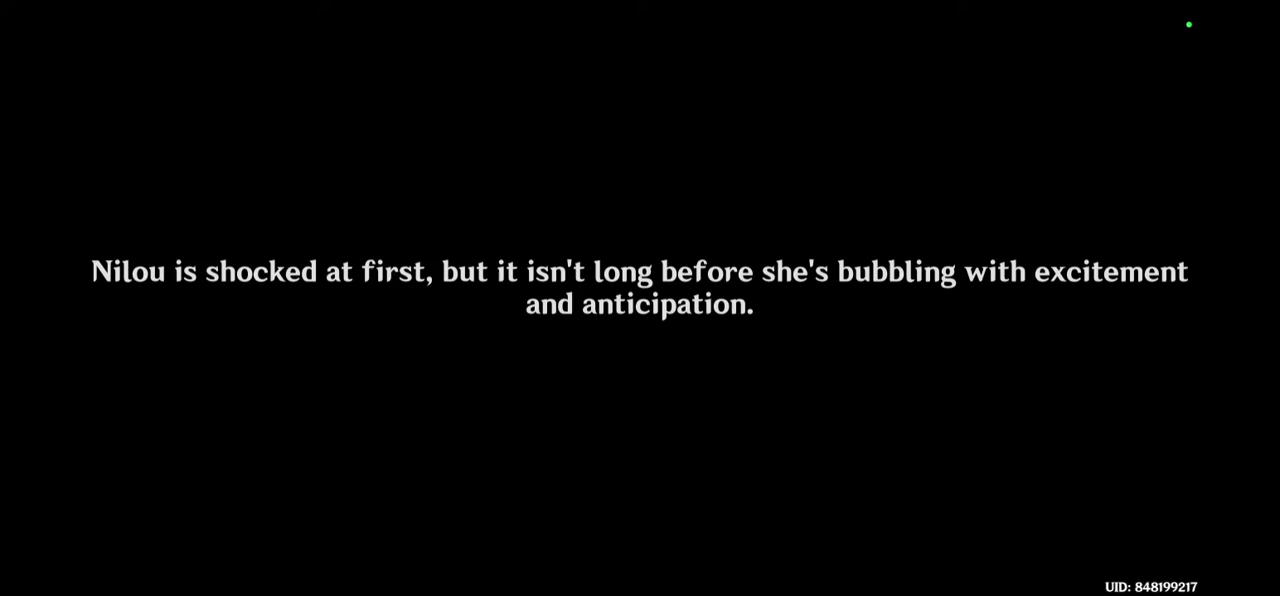 Nilou is shocked at first, but it isn't long before she's bubbling with excitement
and anticipation.
UID: 848199217